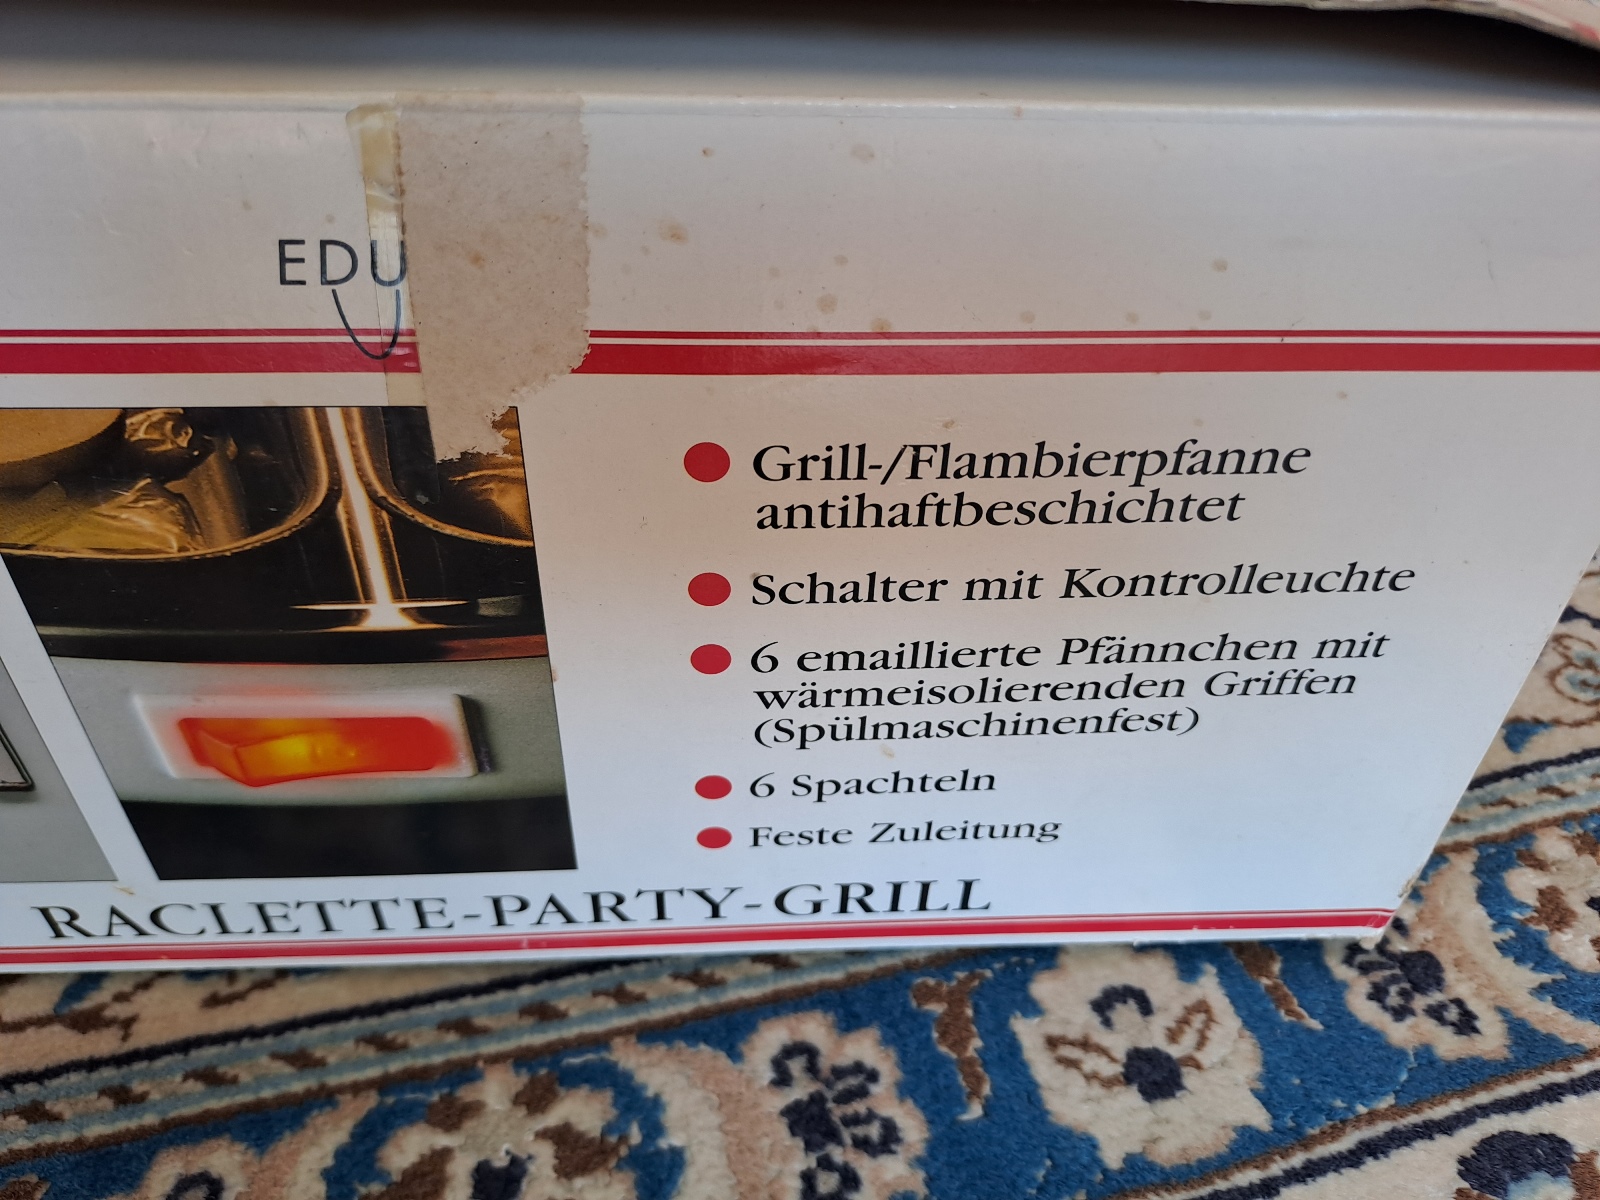 EDU
Grill-/Flambierpfanne
antihaftbeschichtet
Schalter mit Kontrolleuchte
6 emaillierte Pfännchen mit
wärmeisolierenden Griffen
(Spülmaschinenfest)
6 Spachteln
Feste Zuleitung
RACLETTE-PARTY-GRILL